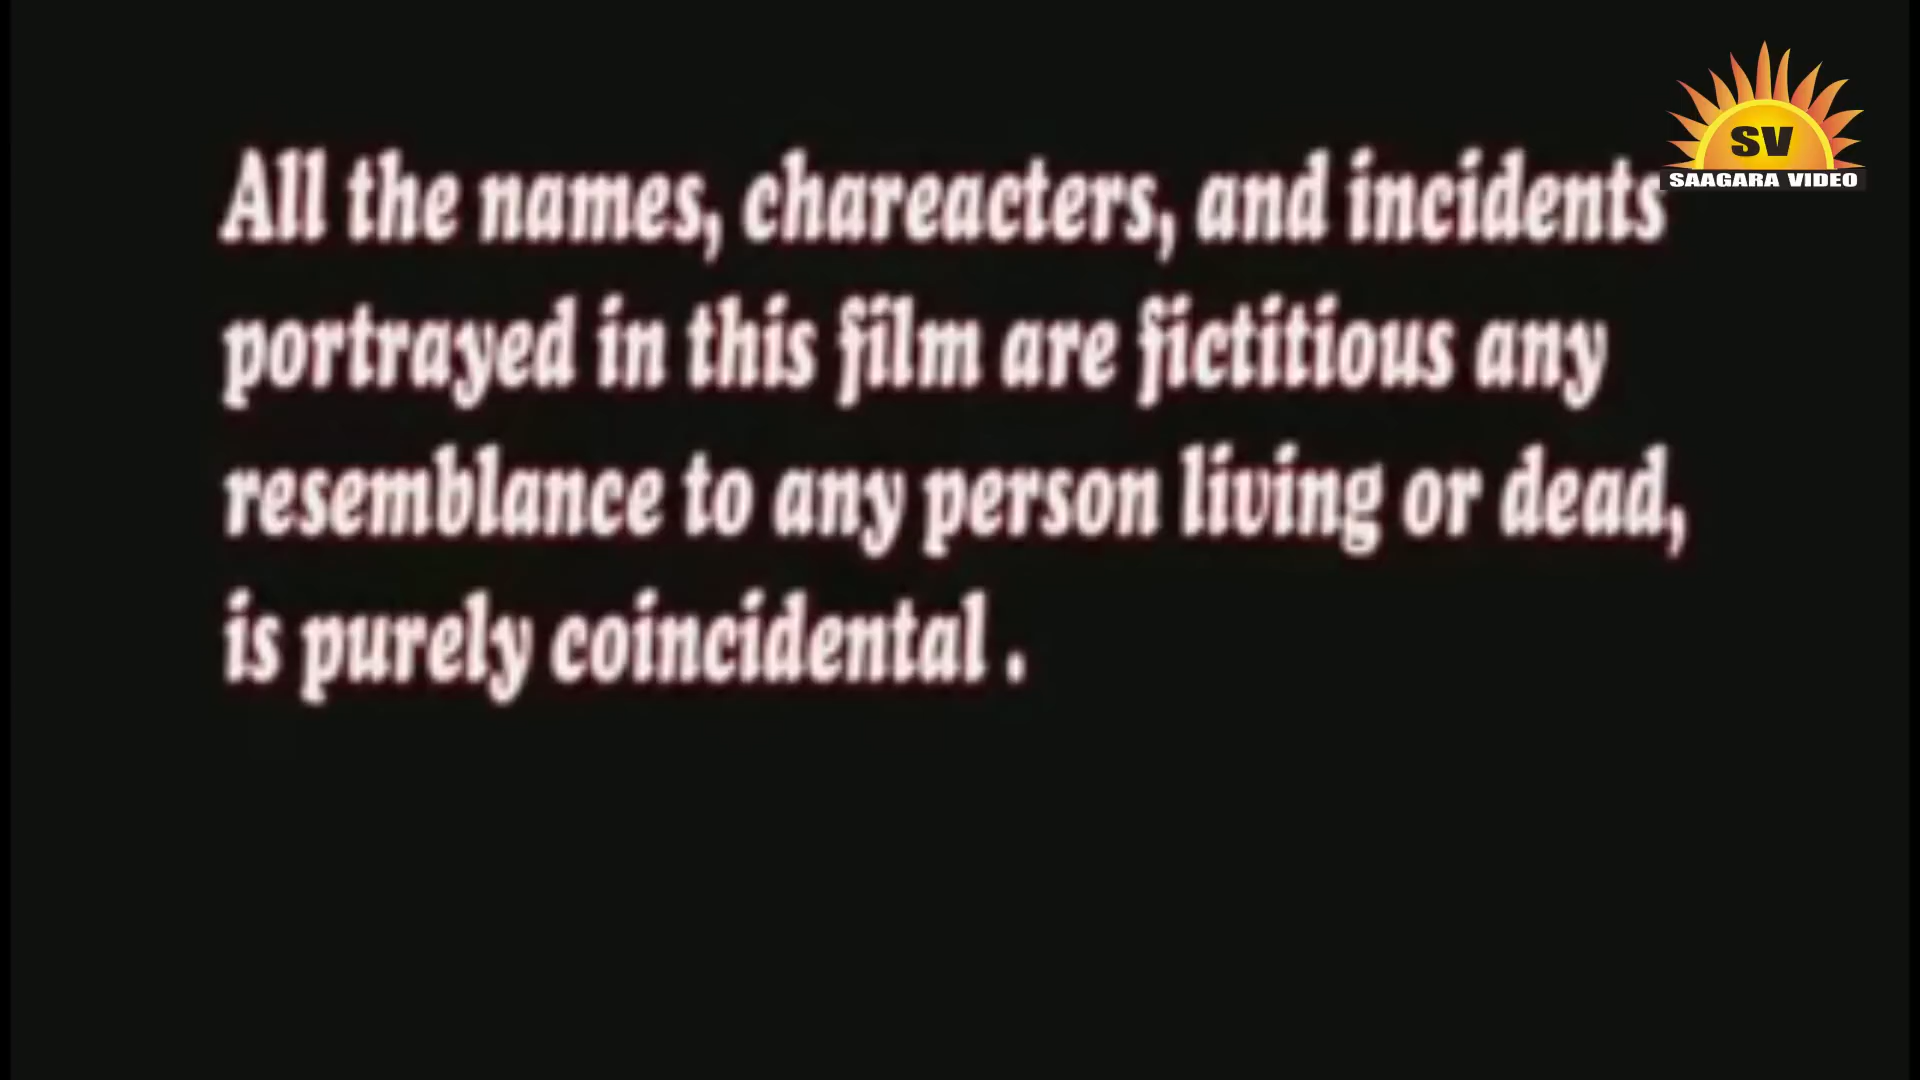 SV
SAAGARA VIDEO
All the names, chareacters, and incidents
portrayed in this film are fictitious any
resemblance to any person living or dead,
is purely coincidental .